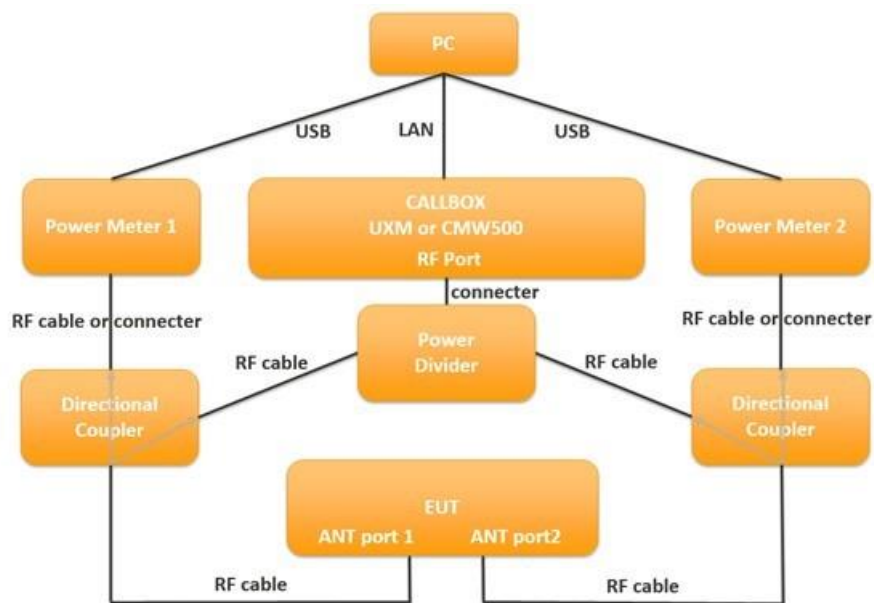 PC
USB
LAN
USB
Power Meter 1
CALLBOX
UXM or CMW500
RF Port
Power Meter 2
connecter
RF cable or connecter
RF cable or connecter
Power
Divider
RF cable
RF cable
Directional
Coupler
Directional
Coupler
EUT
ANT port 1
ANT port2
RF cable
RF cable